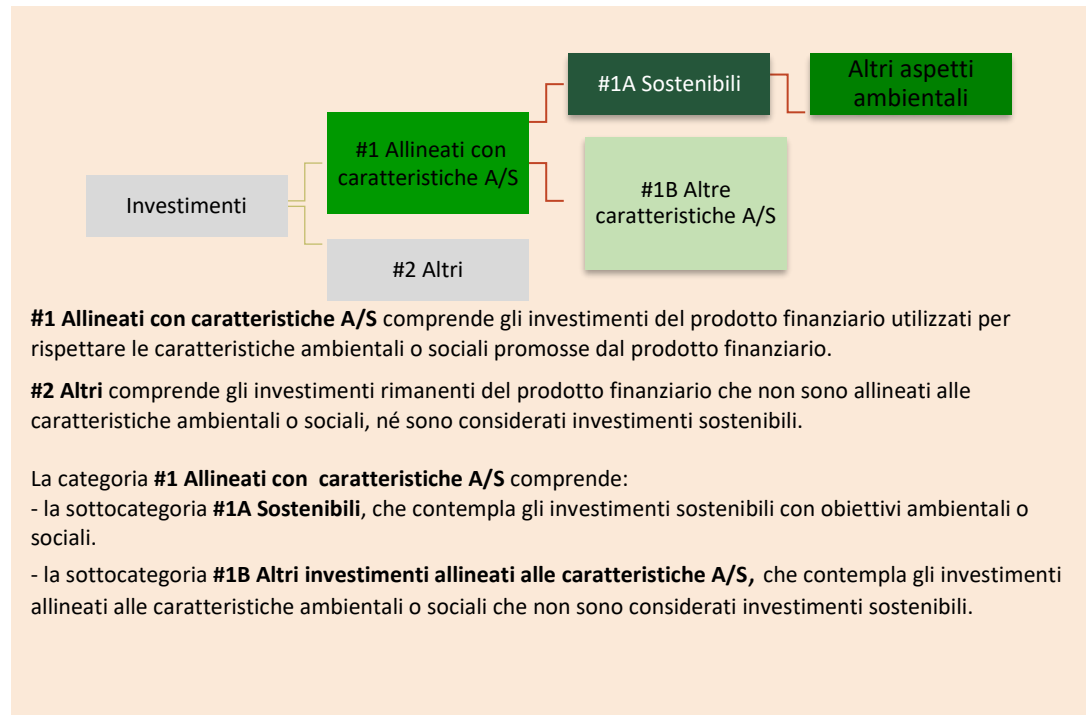 #1A Sostenibili
Altri aspetti
ambientali
#1 Allineati con
caratteristiche A/S
#1B Altre
caratteristiche A/S
Investimenti
#2 Altri
#1 Allineati con caratteristiche A/S comprende gli investimenti del prodotto finanziario utilizzati per
rispettare le caratteristiche ambientali o sociali promosse dal prodotto finanziario.
#2 Altri comprende gli investimenti rimanenti del prodotto finanziario che non sono allineati alle
caratteristiche ambientali o sociali, né sono considerati investimenti sostenibili.
La categoria #1 Allineati con  caratteristiche A/S comprende:
- la sottocategoria #1A Sostenibili, che contempla gli investimenti sostenibili con obiettivi ambientali o
sociali.
- la sottocategoria #1B Altri investimenti allineati alle caratteristiche A/S, che contempla gli investimenti
allineati alle caratteristiche ambientali o sociali che non sono considerati investimenti sostenibili.